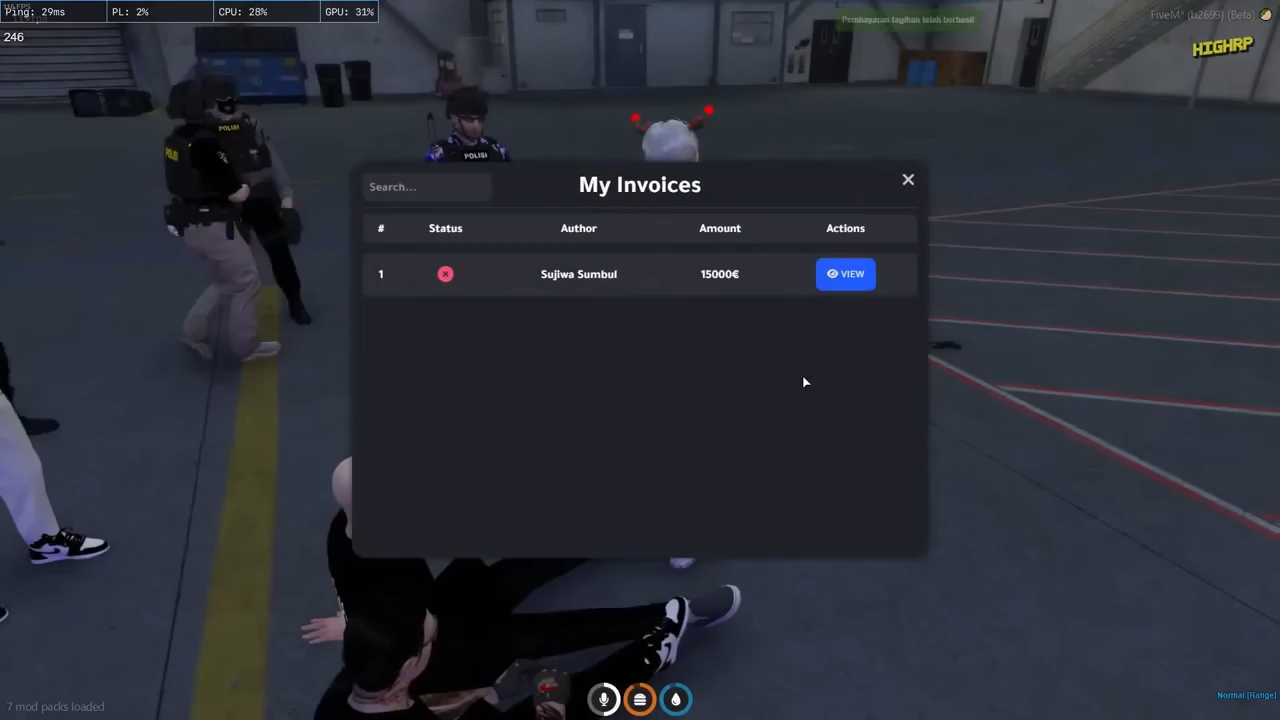 Ping: 29ms PL: 2% CPU: 28% GPU: 31%
246
Pembayaran tagihan telah berhasil
FiveM* (b2699) (Beta)
HIGHRP
POLISI
POLISI
POLISI
Search...
My Invoices
# Status Author Amount Actions
1 Sujiwa Sumbul 15000€ VIEW
7 mod packs loaded
Normal [Range]